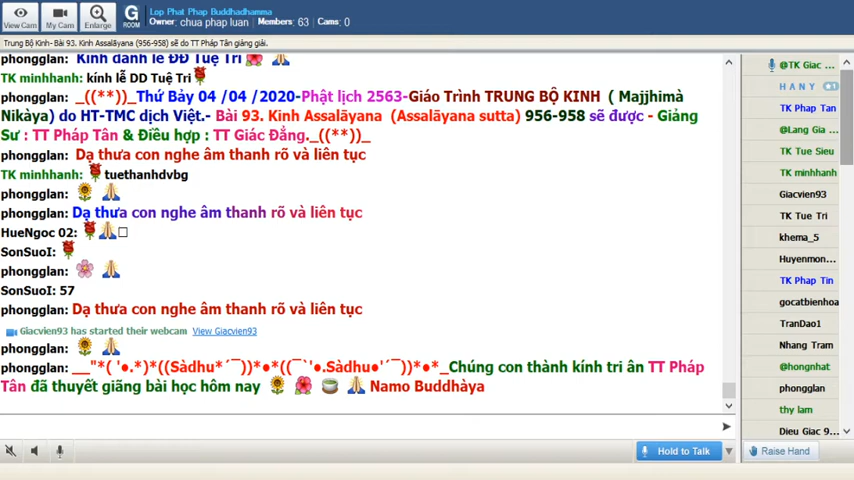 View Cam
My Cam
Enlarge
G
ROOM
Lop Phat Phap Buddhadhamma
Owner: chua phap luan Members: 63 Cams: 0
Trung Bộ Kinh- Bài 93. Kinh Assalāyana (956-958) sẽ do TT Pháp Tân giảng giải.
phongglan: Kính đảnh lễ ĐĐ Tuệ Tri 🌺 🙏
TK minhhanh: kính lễ DD Tuệ Tri🌹
phongglan: _((**))_Thứ Bảy 04 /04 /2020-Phật lịch 2563-Giáo Trình TRUNG BỘ KINH ( Majjhimà
Nikàya) do HT-TMC dịch Việt.- Bài 93. Kinh Assalāyana (Assalāyana sutta) 956-958 sẽ được - Giảng
Sư : TT Pháp Tân & Điều hợp : TT Giác Đẳng._((**))_
phongglan: Dạ thưa con nghe âm thanh rõ và liên tục
TK minhhanh: 🌹tuethanhdvbg
phongglan: 🌻 🙏
phongglan: Dạ thưa con nghe âm thanh rõ và liên tục
HueNgoc 02: 🌹🙏□
SonSuoI: 🌹
phongglan: 🌸 🙏
SonSuoI: 57
phongglan: Dạ thưa con nghe âm thanh rõ và liên tục
Giacvien93 has started their webcam View Giacvien93
phongglan: 🌻 🙏
phongglan: __"*( '●.*)*((Sàdhu*´¯))*●*((¯`'●.Sàdhu●'´¯))*●*_Chúng con thành kính tri ân TT Pháp
Tân đã thuyết giãng bài học hôm nay 🌻 🌺 🍵 🙏 Namo Buddhàya
@TK Giac ...
H A N Y
TK Phap Tan
@Lang Gia ...
TK Tue Sieu
TK minhhanh
Giacvien93
TK Tue Tri
khema_5
Huyenmon...
TK Phap Tin
gocatbienhoa
TranDao1
Nhang Tram
@hongnhat
phongglan
thy lam
Dieu Giac 9...
Hold to Talk
Raise Hand